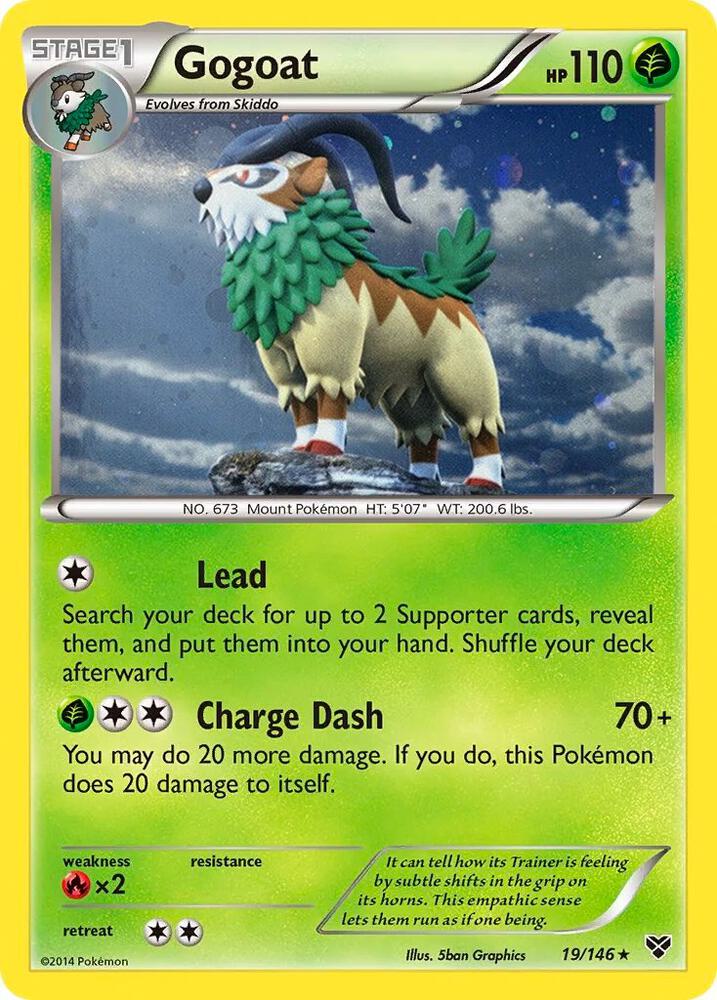 STAGE1
Gogoat
HP110
Evolves from Skiddo
NO. 673 Mount Pokémon HT: 5'07" WT: 200.6 lbs.
Lead
Search your deck for up to 2 Supporter cards, reveal
them, and put them into your hand. Shuffle your deck
afterward.
Charge Dash 70+
You may do 20 more damage. If you do, this Pokémon
does 20 damage to itself.
weakness resistance
×2
It can tell how its Trainer is feeling
by subtle shifts in the grip on
its horns. This empathic sense
lets them run as if one being.
retreat
©2014 Pokémon
Illus. 5ban Graphics
19/146★